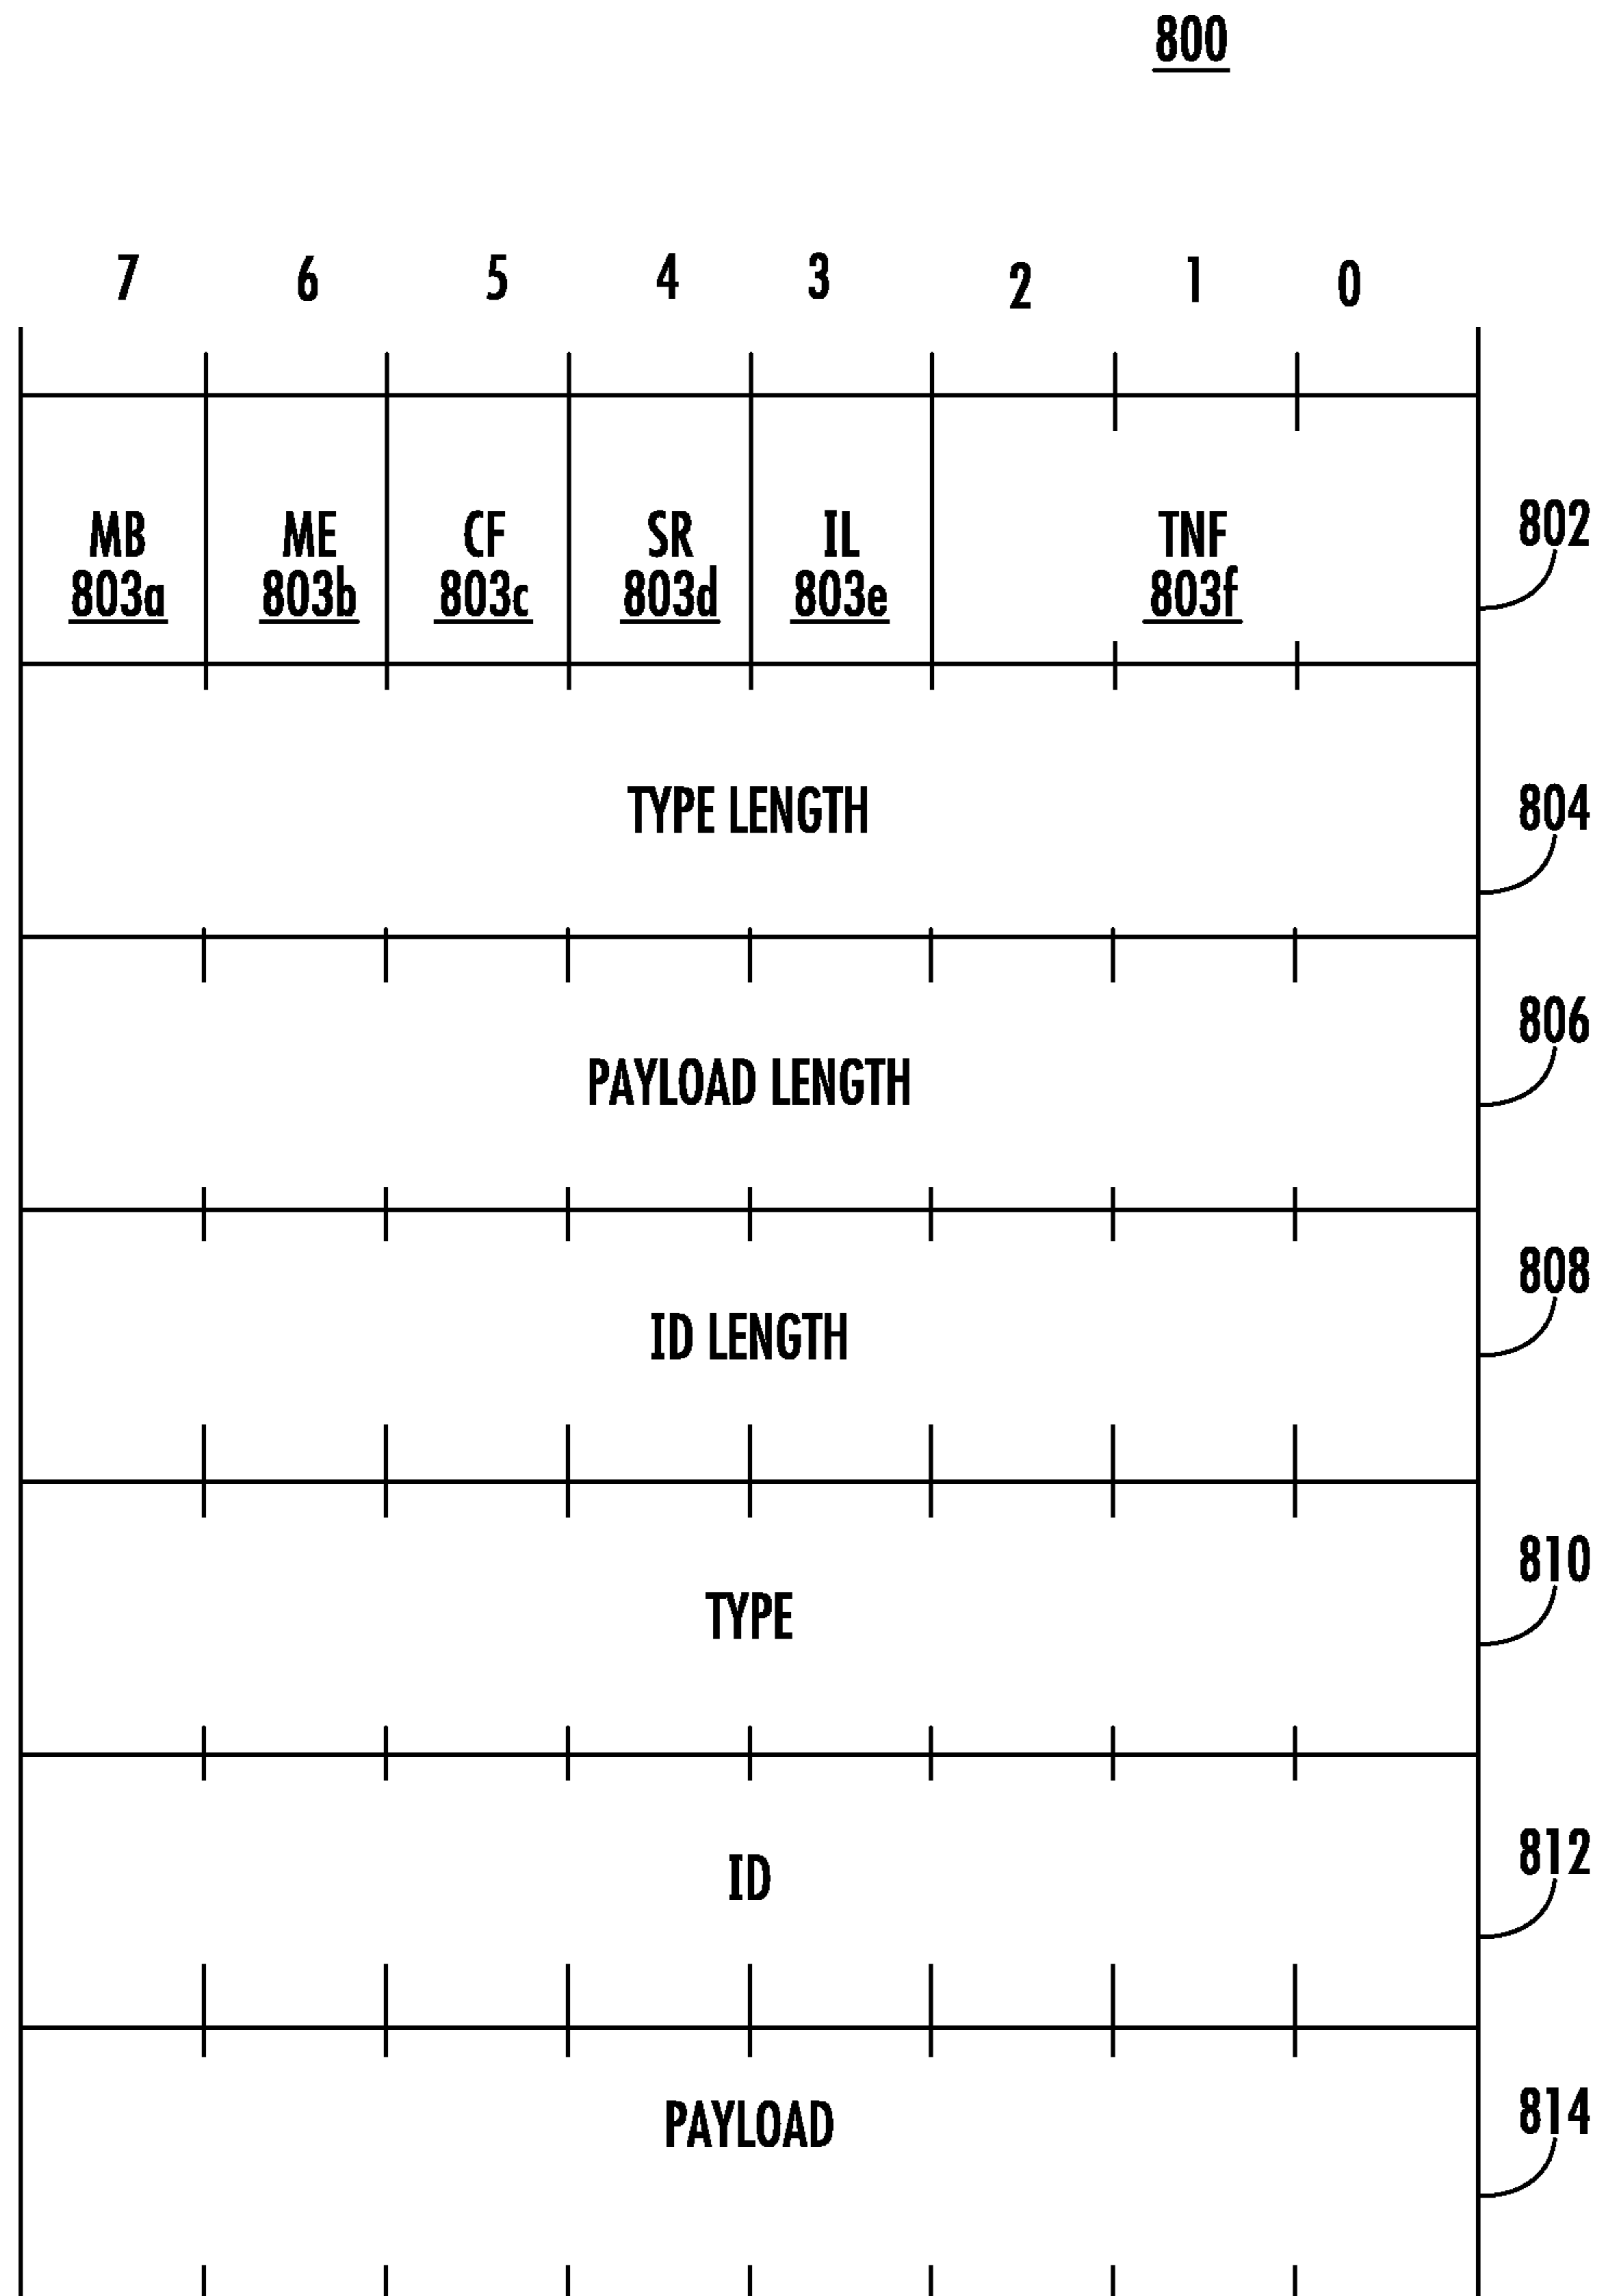 800
7 6 5 4 3 2 1 0
MB ME CF SR IL TNF
803a 803b 803c 803d 803e 803f
802
TYPE LENGTH
804
PAYLOAD LENGTH
806
ID LENGTH
808
TYPE
810
ID
812
PAYLOAD
814